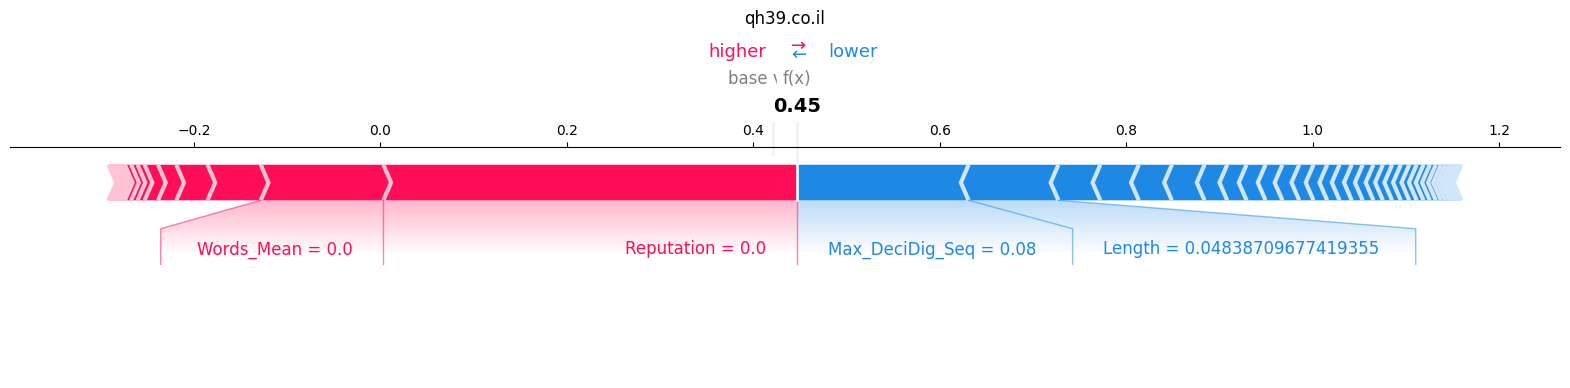 qh39.co.il
higher ⇄ lower
base f(x)
0.45
−0.2 0.0 0.2 0.4 0.6 0.8 1.0 1.2
Words_Mean = 0.0 Reputation = 0.0 Max_DeciDig_Seq = 0.08 Length = 0.04838709677419355